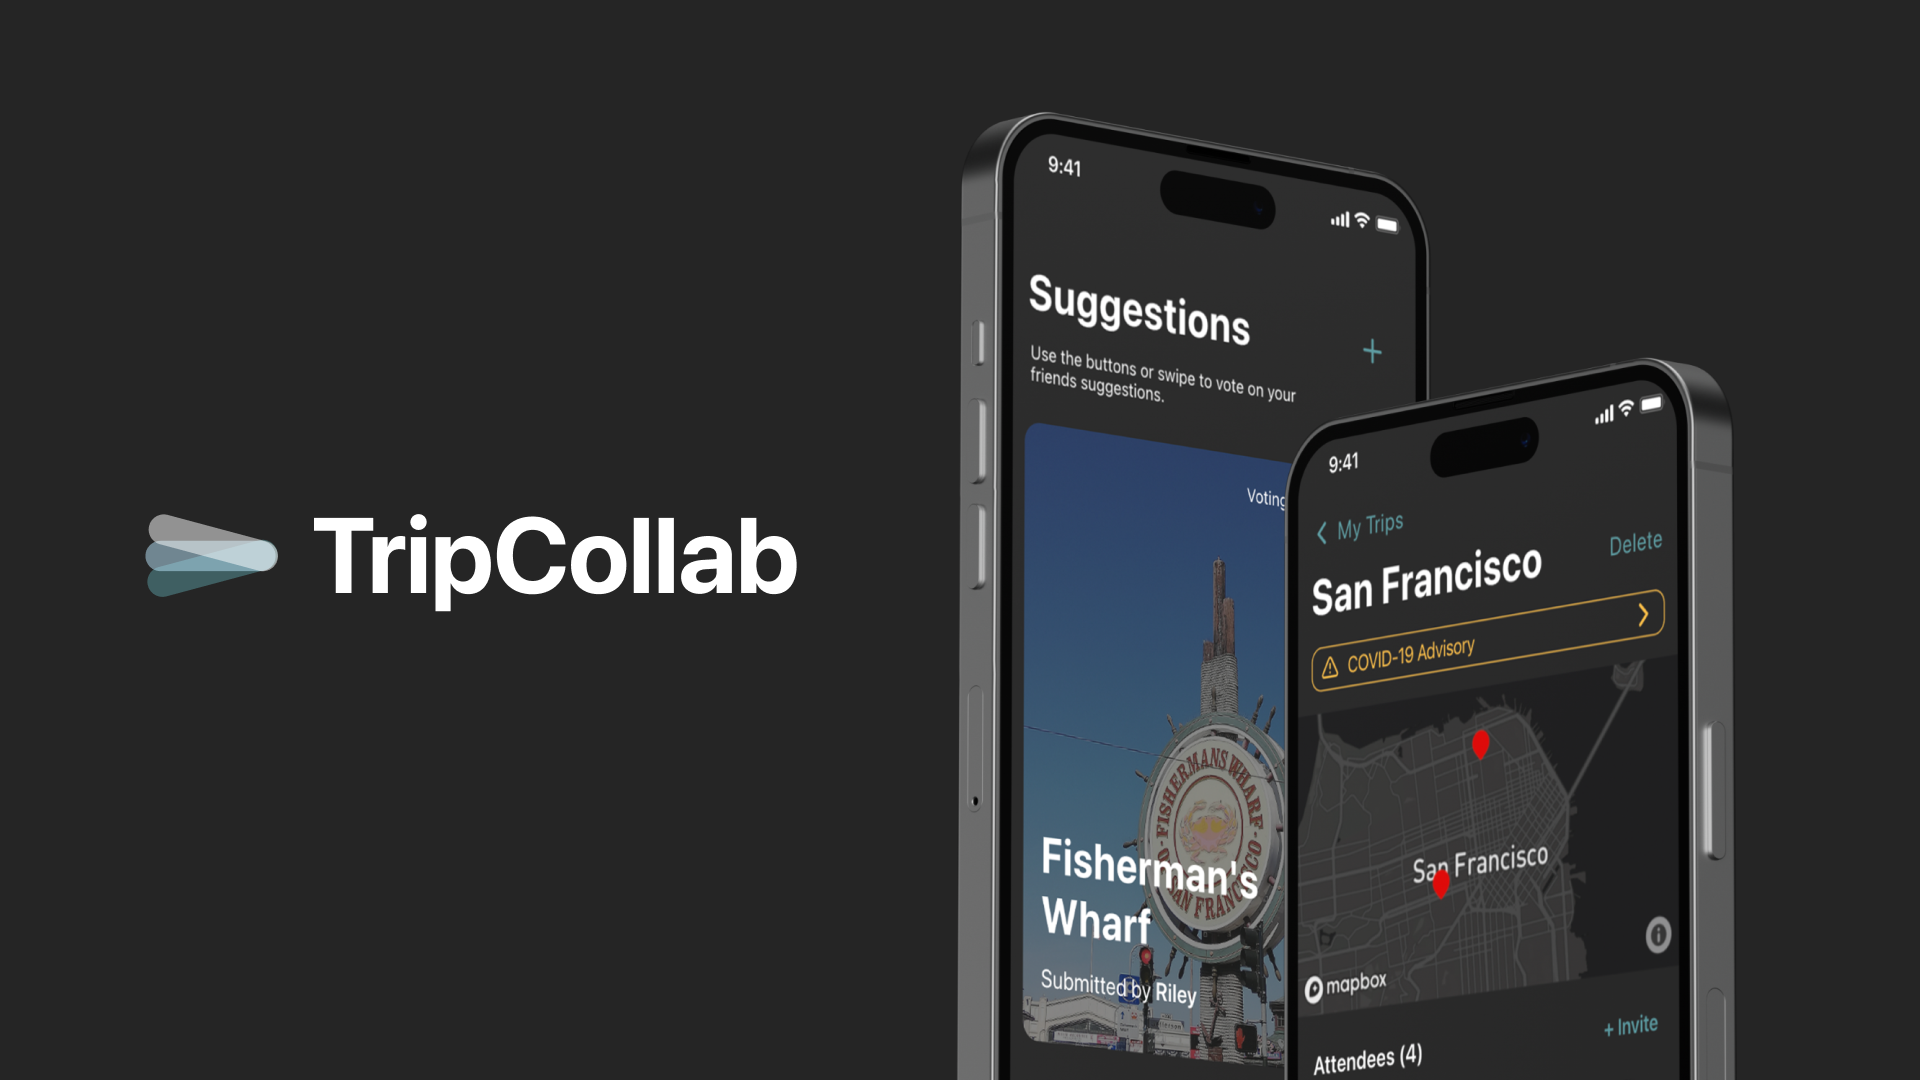 TripCollab
9:41
Suggestions
Use the buttons or swipe to vote on your
friends suggestions.
Voting
FISHERMANS WHARF
SAN FRANCISCO
Fisherman's
Wharf
Submitted by Riley
9:41
My Trips
Delete
San Francisco
COVID-19 Advisory
San Francisco
mapbox
+ Invite
Attendees (4)